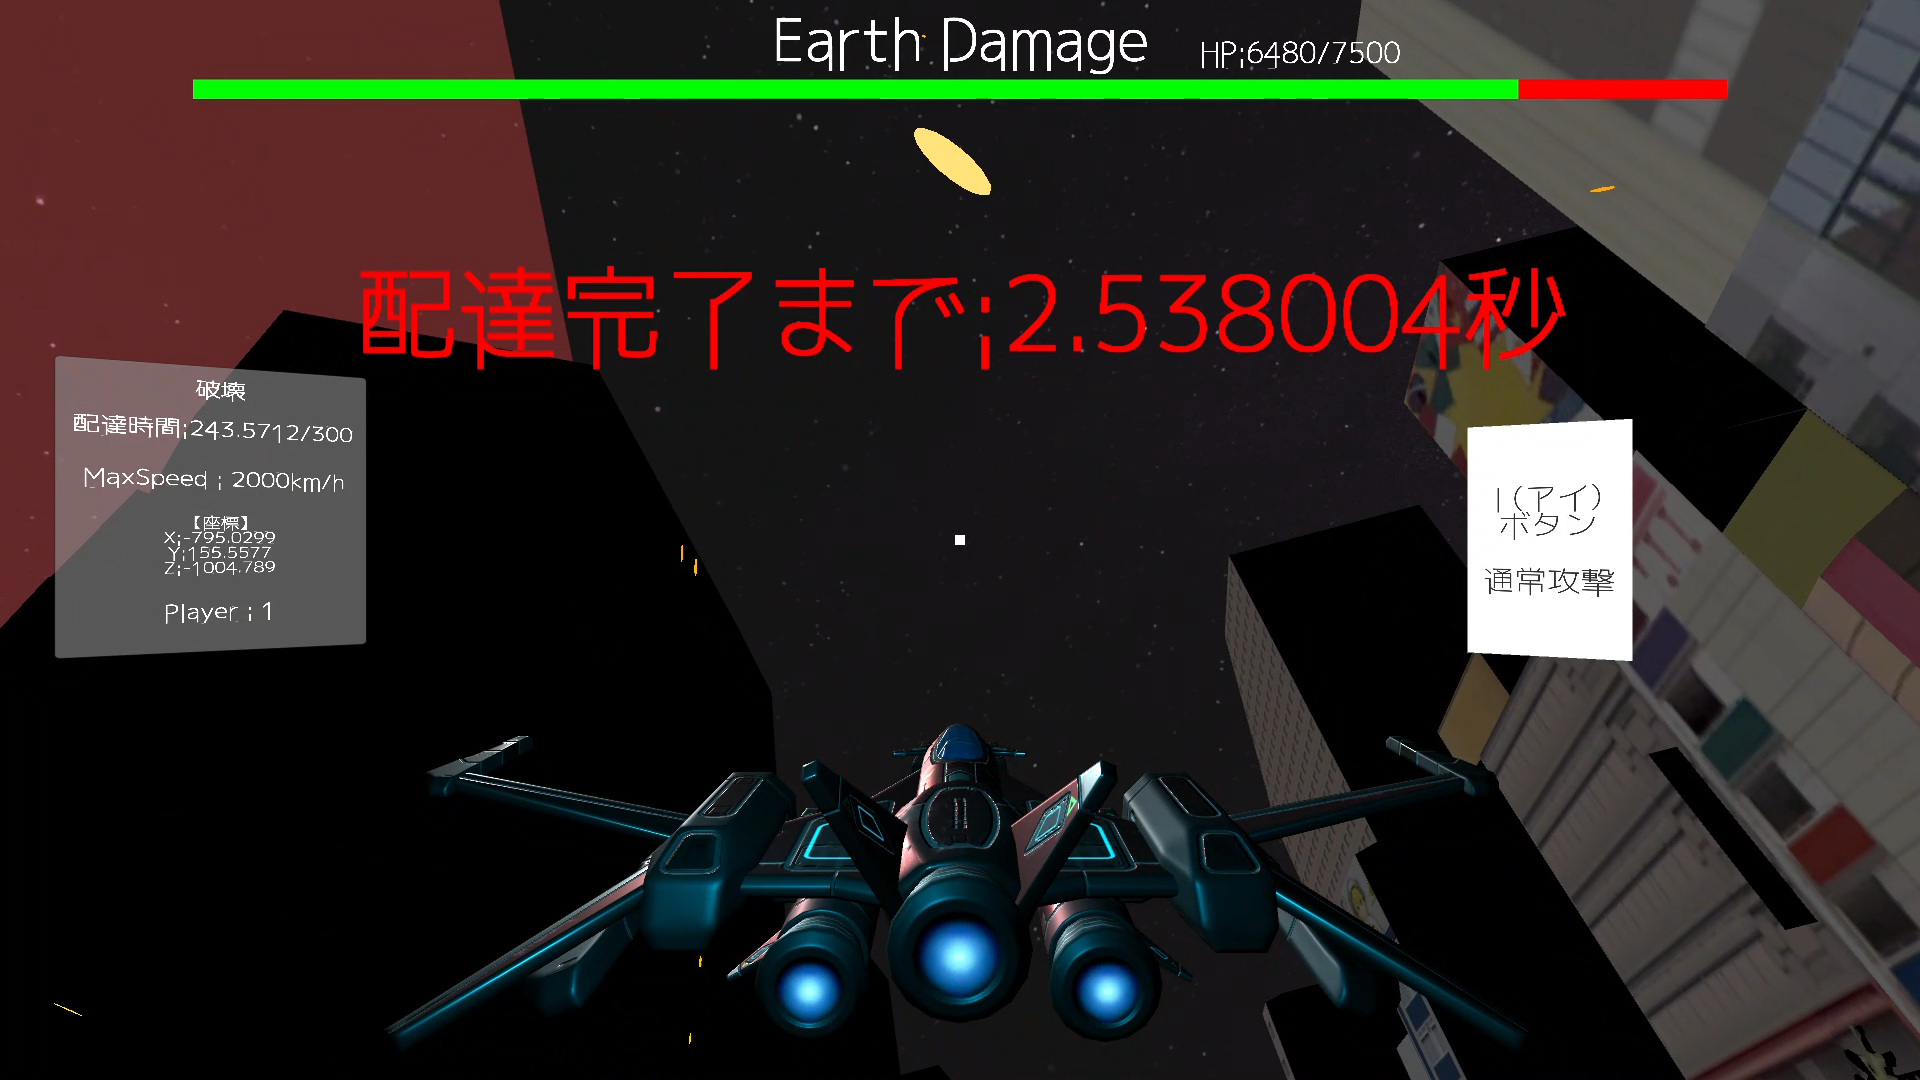 Earth Damage
HP;6480/7500
配達完了まで;2.538004秒
破壊
配達時間;243.5712/300
MaxSpeed ; 2000km/h
【座標】
X;-795.0299
Y;155.5577
Z;-1004.789
Player ; 1
I(アイ)
ボタン
通常攻撃